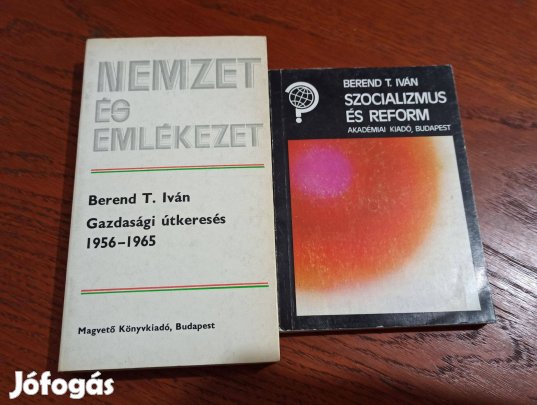 NEMZET
ÉS
EMLÉKEZET
Berend T. Iván
Gazdasági útkeresés
1956–1965
Magvető Könyvkiadó, Budapest
?
BEREND T. IVÁN
SZOCIALIZMUS
ÉS REFORM
AKADÉMIAI KIADÓ, BUDAPEST
Jófogás